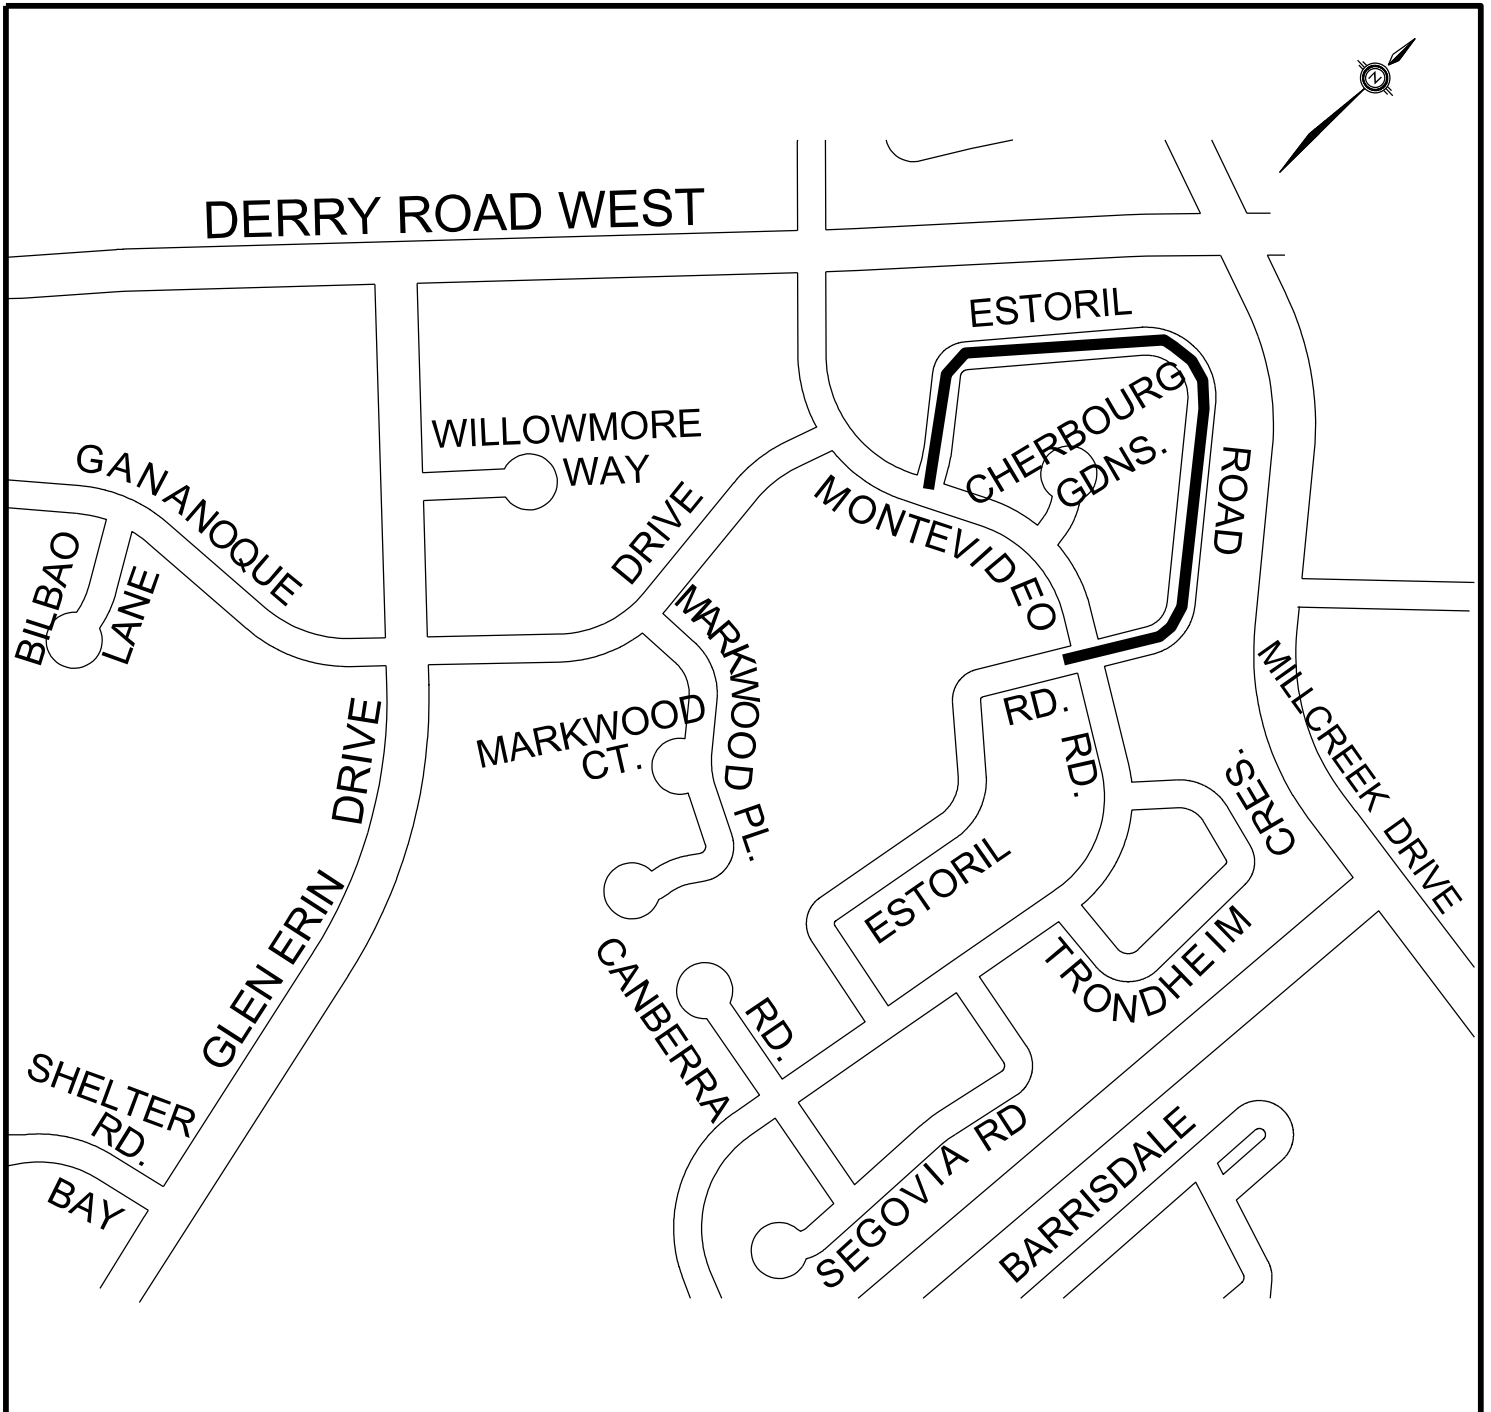 N
DERRY ROAD WEST
ESTORIL
CHERBOURG
GDNS.
WILLOWMORE
WAY
GANANOQUE
DRIVE
ROAD
MONTEVIDEO
BILBAO
LANE
MARKWOOD PL.
MARKWOOD
CT.
RD.
RD.
MILLCREEK DRIVE
DRIVE
CRES.
ESTORIL
GLEN ERIN
TRONDHEIM
CANBERRA
RD.
SHELTER
RD.
BAY
SEGOVIA RD
BARRISDALE